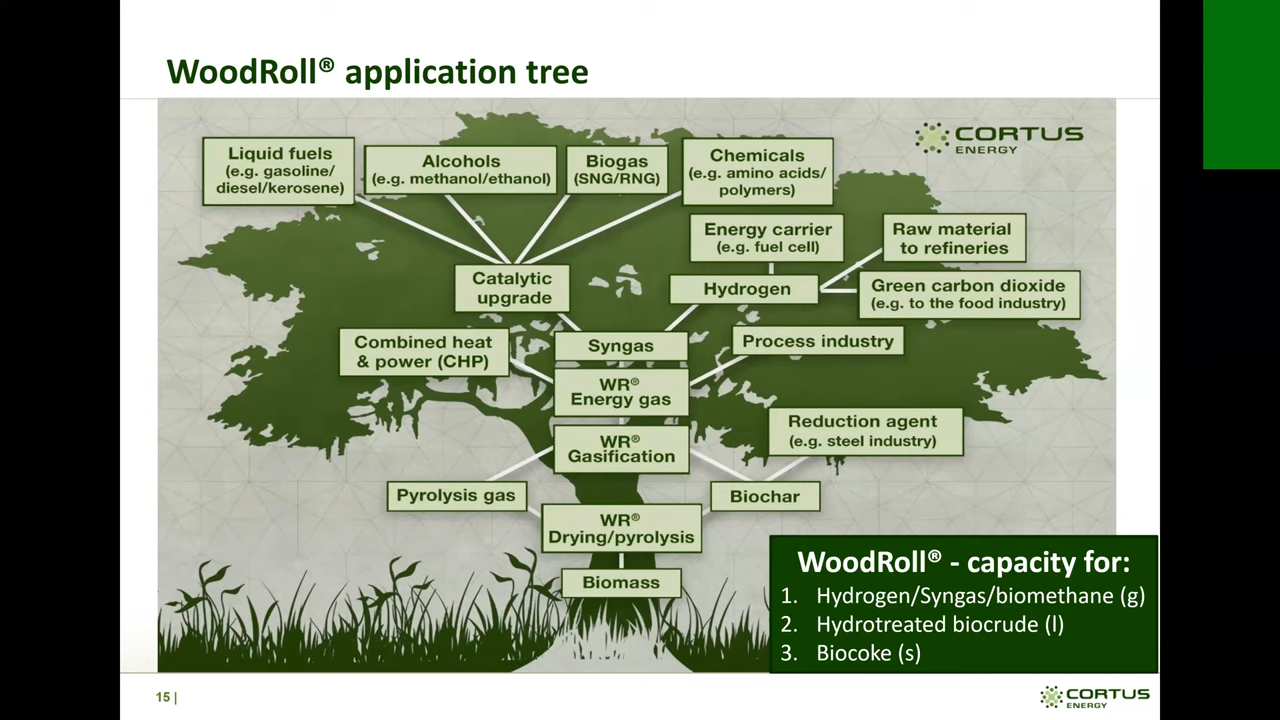 WoodRoll® application tree
CORTUS
ENERGY
Liquid fuels
(e.g. gasoline/
diesel/kerosene)
Alcohols
(e.g. methanol/ethanol)
Biogas
(SNG/RNG)
Chemicals
(e.g. amino acids/
polymers)
Energy carrier
(e.g. fuel cell)
Raw material
to refineries
Catalytic
upgrade
Hydrogen
Green carbon dioxide
(e.g. to the food industry)
Combined heat
& power (CHP)
Syngas
Process industry
WR®
Energy gas
Reduction agent
(e.g. steel industry)
WR®
Gasification
Pyrolysis gas
Biochar
WR®
Drying/pyrolysis
Biomass
WoodRoll® - capacity for:
1. Hydrogen/Syngas/biomethane (g)
2. Hydrotreated biocrude (l)
3. Biocoke (s)
15 |
CORTUS
ENERGY